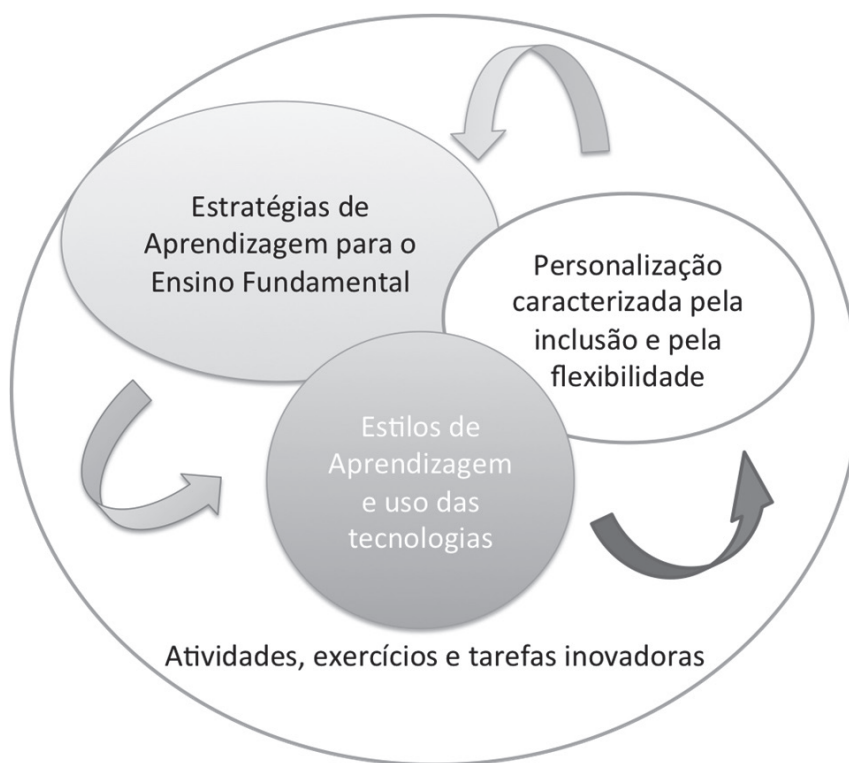 Estratégias de
Aprendizagem para o
Ensino Fundamental
Personalização
caracterizada pela
inclusão e pela
flexibilidade
Estilos de
Aprendizagem
e uso das
tecnologias
Atividades, exercícios e tarefas inovadoras